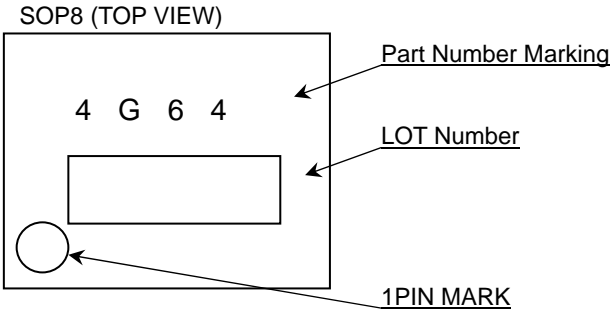 SOP8 (TOP VIEW)
Part Number Marking
4 G 6 4
LOT Number
1PIN MARK